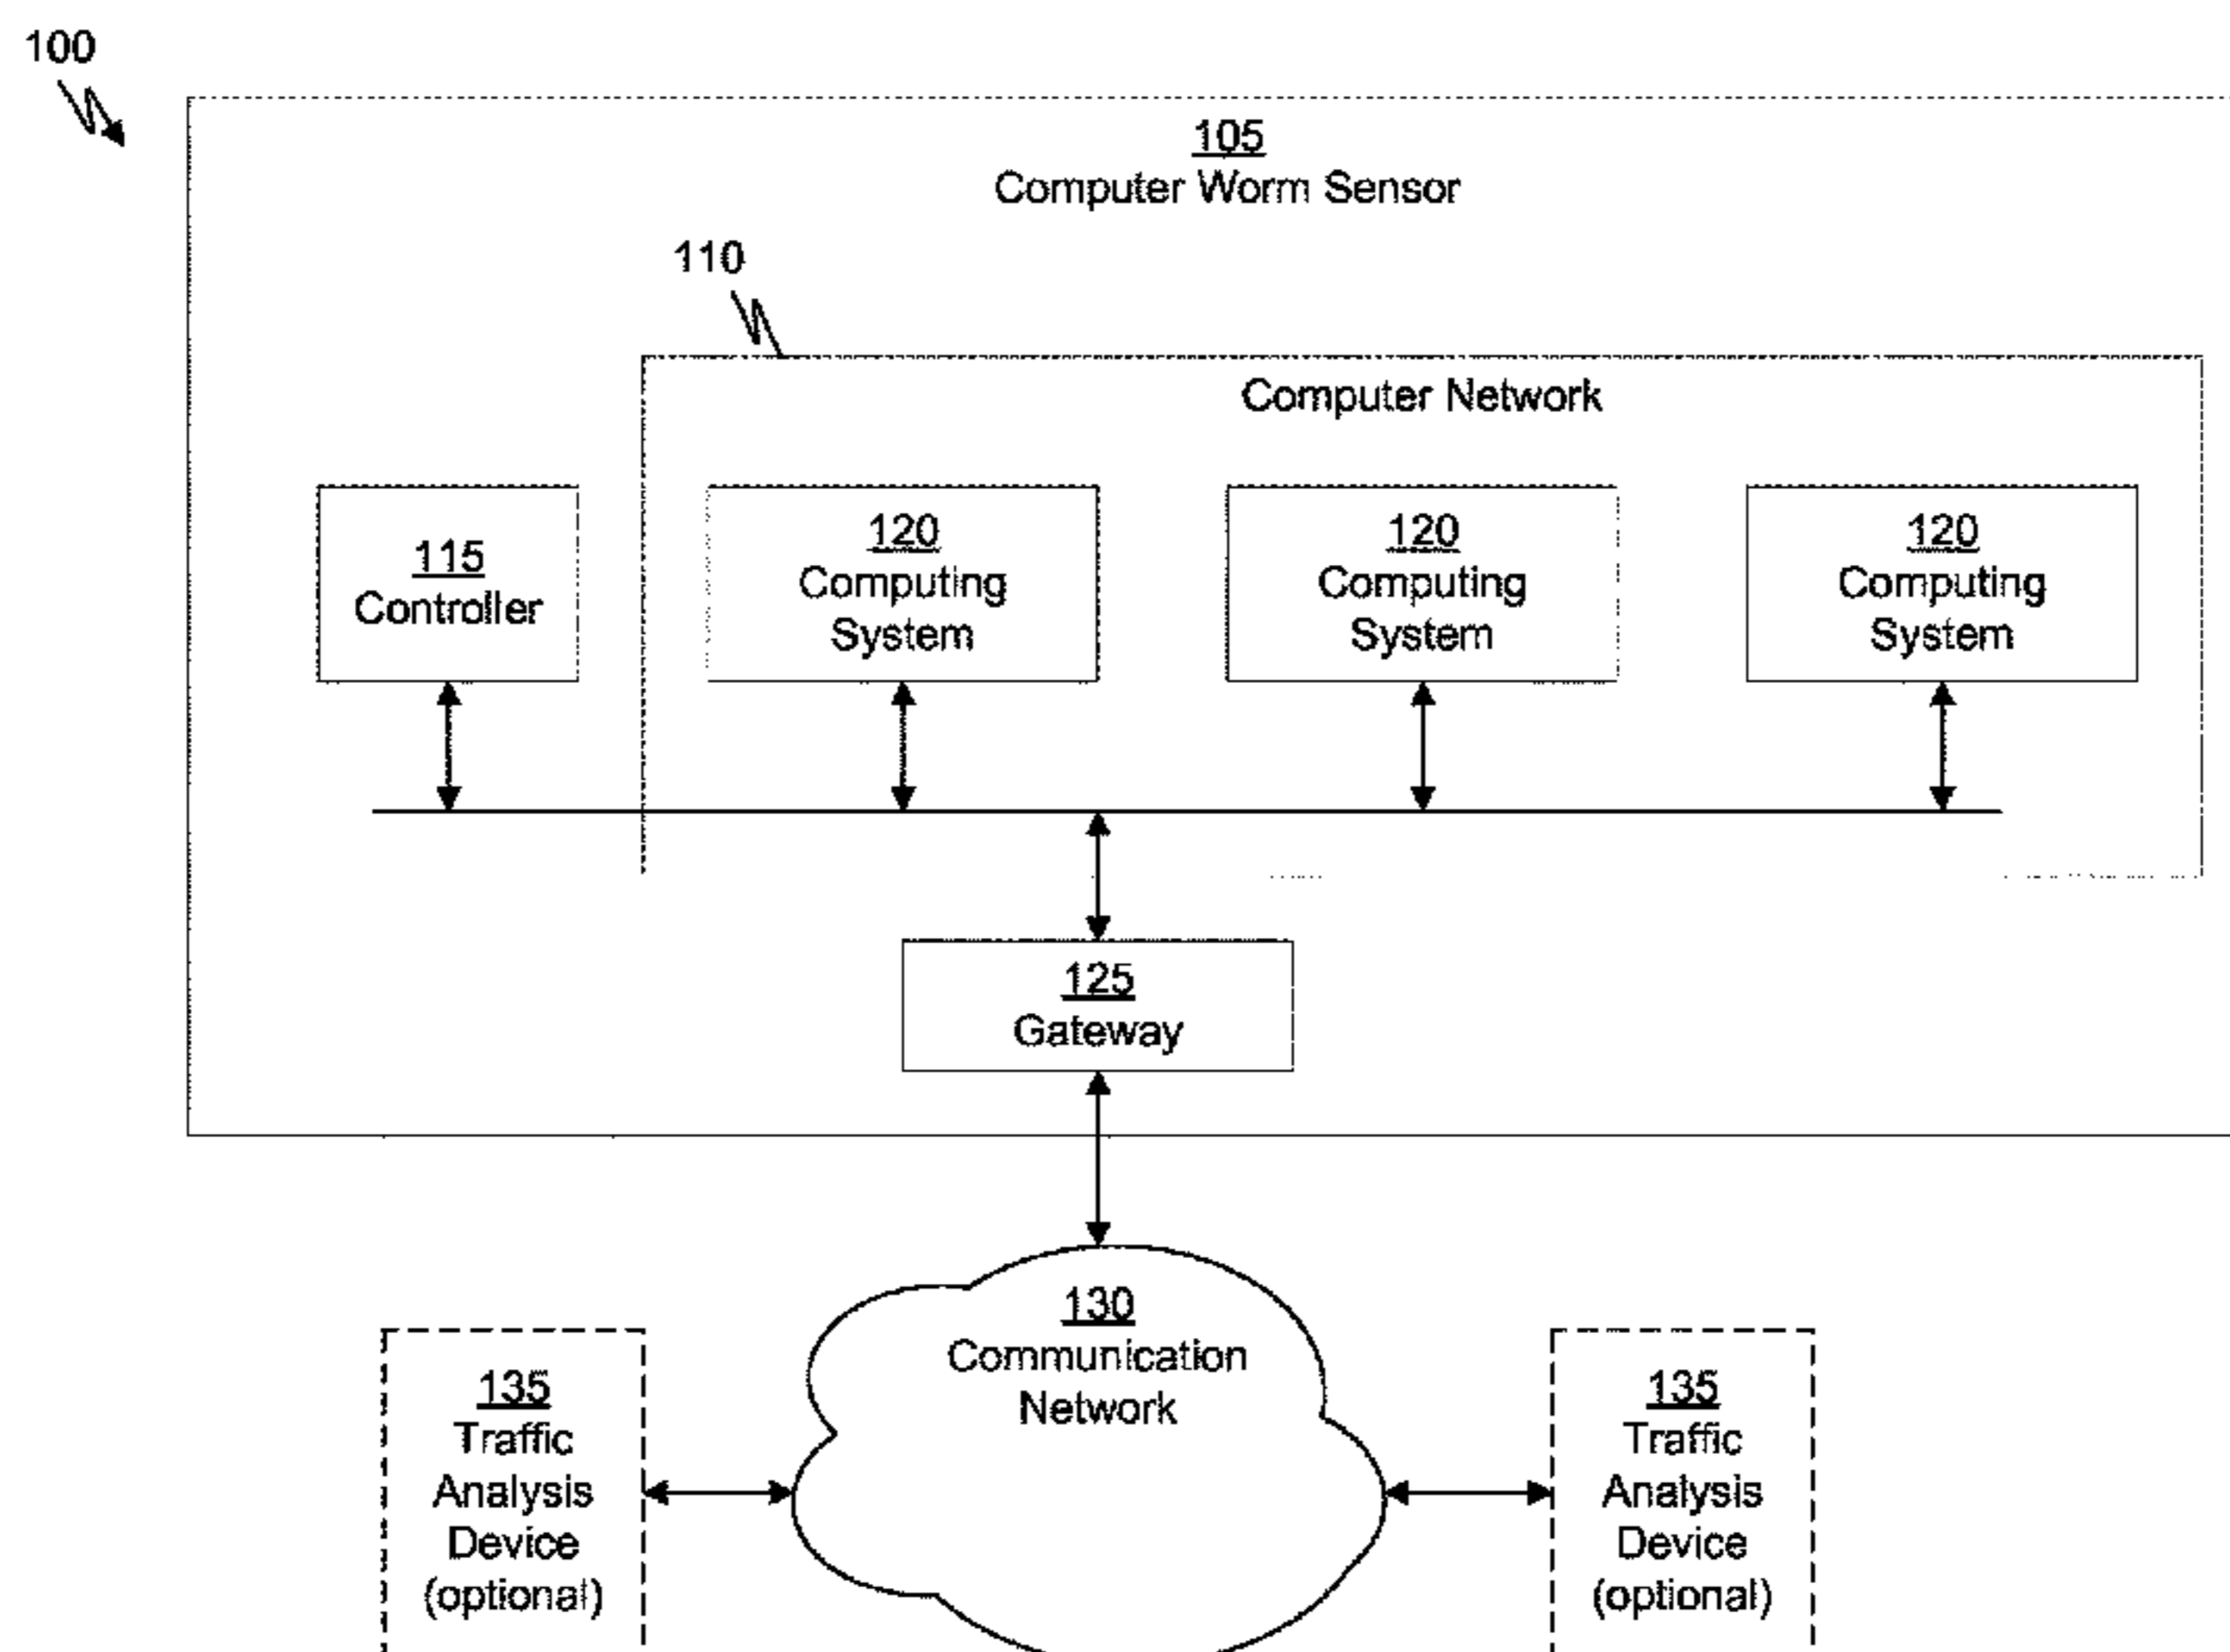 100
105
Computer Worm Sensor
110
Computer Network
115
Controller
120
Computing
System
120
Computing
System
120
Computing
System
125
Gateway
130
Communication
Network
135
Traffic
Analysis
Device
(optional)
135
Traffic
Analysis
Device
(optional)